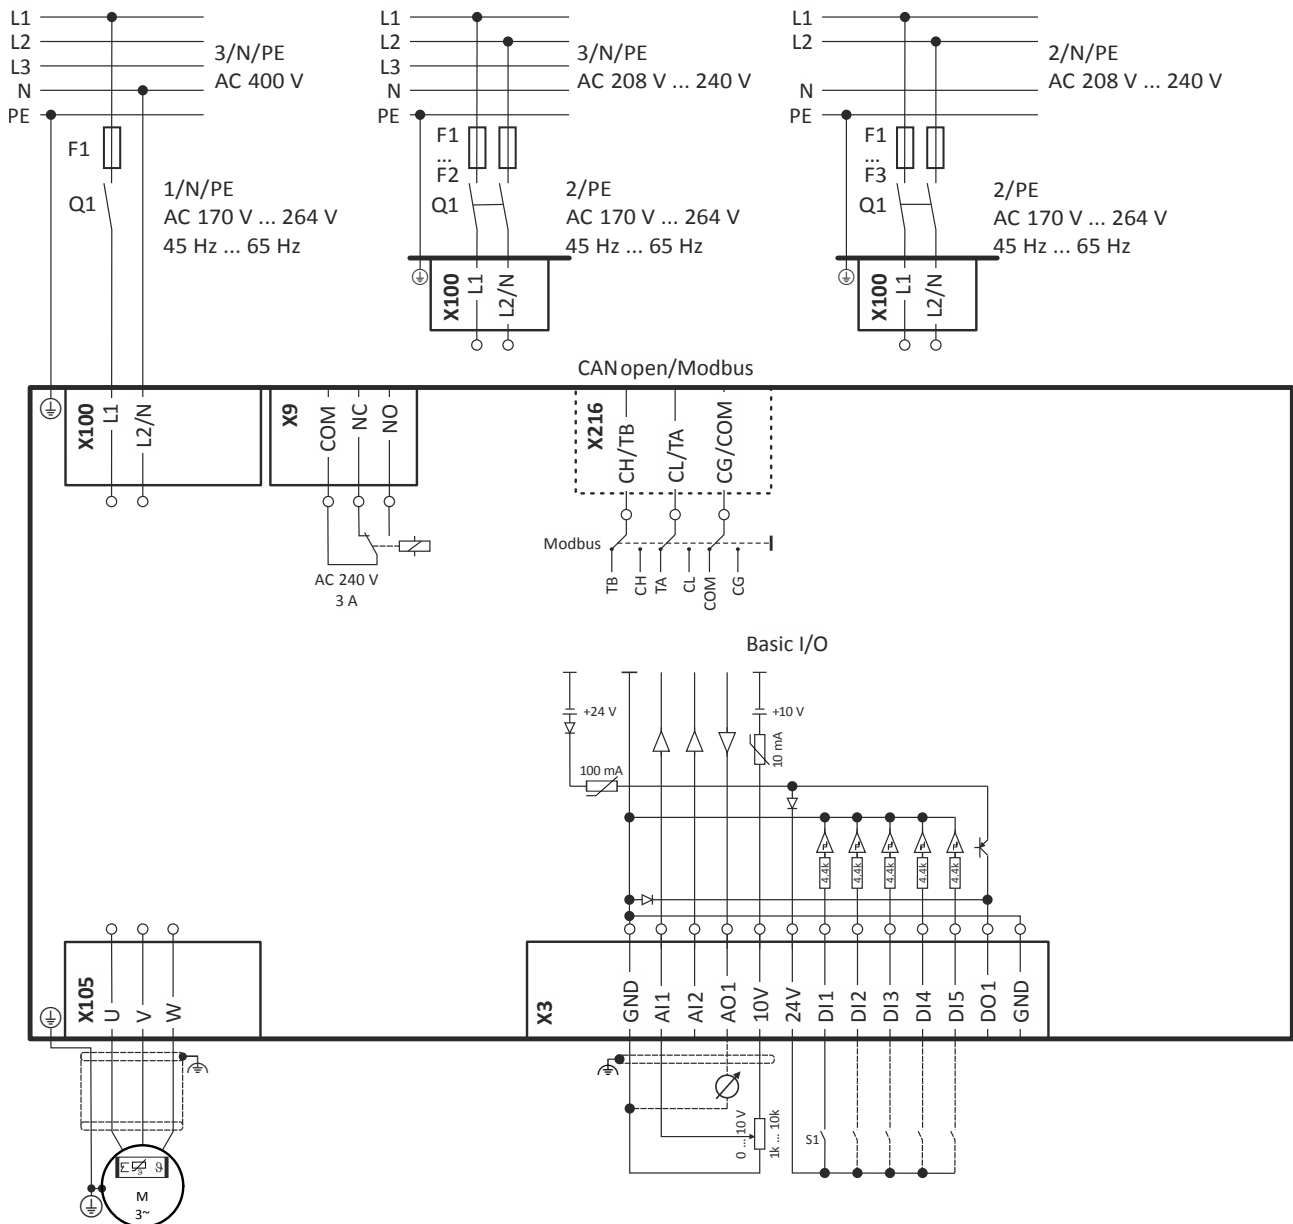 L1
L2
L3
N
PE
3/N/PE
AC 400 V
F1
Q1
1/N/PE
AC 170 V ... 264 V
45 Hz ... 65 Hz
L1
L2
L3
N
PE
3/N/PE
AC 208 V ... 240 V
F1
...
F2
Q1
2/PE
AC 170 V ... 264 V
45 Hz ... 65 Hz
X100
L1
L2/N
L1
L2
N
PE
2/N/PE
AC 208 V ... 240 V
F1
...
F3
Q1
2/PE
AC 170 V ... 264 V
45 Hz ... 65 Hz
X100
L1
L2/N
CANopen/Modbus
X100
L1
L2/N
X9
COM
NC
NO
AC 240 V
3 A
X216
CH/TB
CL/TA
CG/COM
Modbus
TB
CH
TA
CL
COM
CG
Basic I/O
+24 V
+10 V
100 mA
10 mA
4.4k
4.4k
4.4k
4.4k
4.4k
X105
U
V
W
X3
GND
AI1
AI2
AO1
10V
24V
DI1
DI2
DI3
DI4
DI5
DO1
GND
0 ... 10 V
1k ... 10k
S1
ϑ
ϑ
M
3~